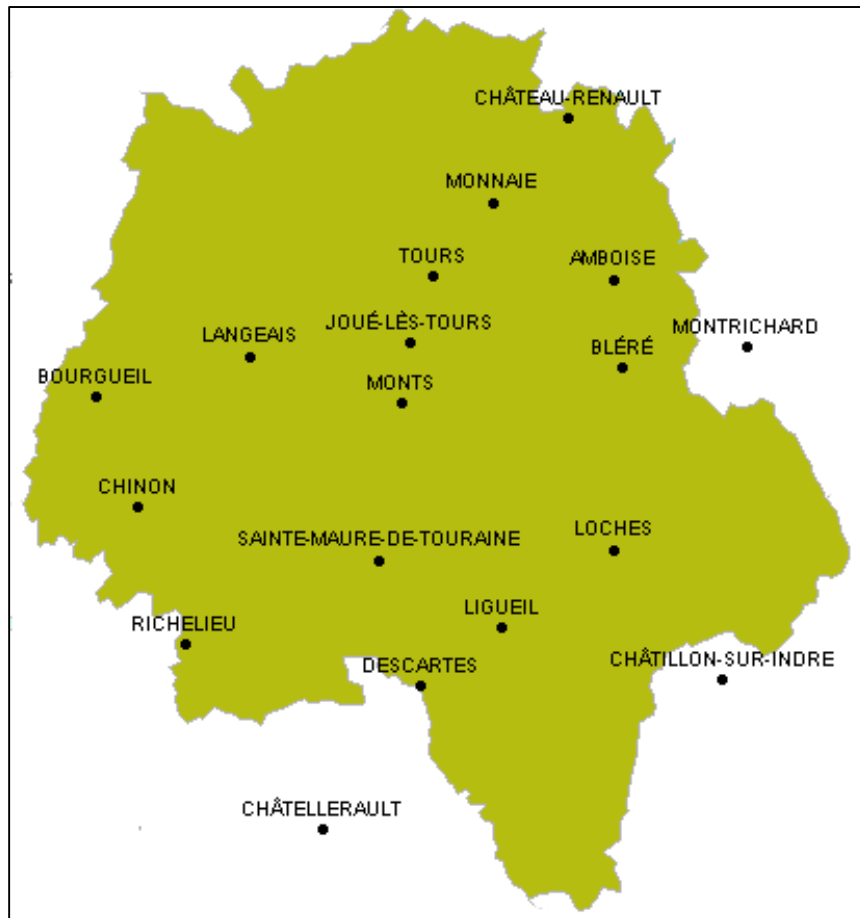 CHÂTEAU-RENAULT
MONNAIE
TOURS
AMBOISE
JOUÉ-LÈS-TOURS
MONTRICHARD
LANGEAIS
BLÉRÉ
BOURGUEIL
MONTS
CHINON
SAINTE-MAURE-DE-TOURAINE
LOCHES
LIGUEIL
RICHELIEU
DESCARTES
CHÂTILLON-SUR-INDRE
CHÂTELLERAULT